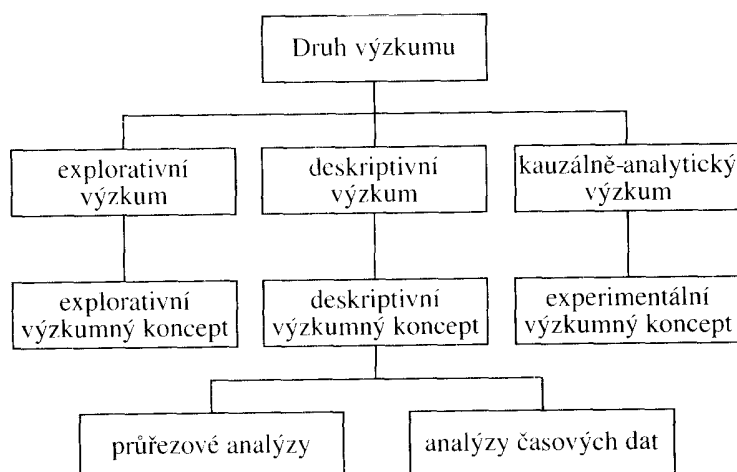 Druh výzkumu
explorativní
výzkum
deskriptivní
výzkum
kauzálně-analytický
výzkum
explorativní
výzkumný koncept
deskriptivní
výzkumný koncept
experimentální
výzkumný koncept
průřezové analýzy
analýzy časových dat